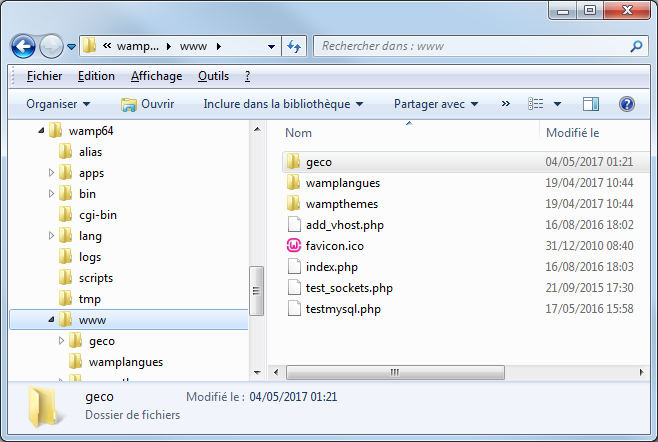 « wamp... www
Rechercher dans : www
Fichier Edition Affichage Outils ?
Organiser Ouvrir Inclure dans la bibliothèque Partager avec » ?
wamp64
alias
apps
bin
cgi-bin
lang
logs
scripts
tmp
www
geco
wamplangues
Nom Modifié le
geco 04/05/2017 01:21
wamplangues 19/04/2017 10:44
wampthemes 19/04/2017 10:44
add_vhost.php 16/08/2016 18:02
favicon.ico 31/12/2010 08:40
index.php 16/08/2016 18:03
test_sockets.php 21/09/2015 17:30
testmysql.php 17/05/2016 15:58
geco Modifié le : 04/05/2017 01:21
Dossier de fichiers